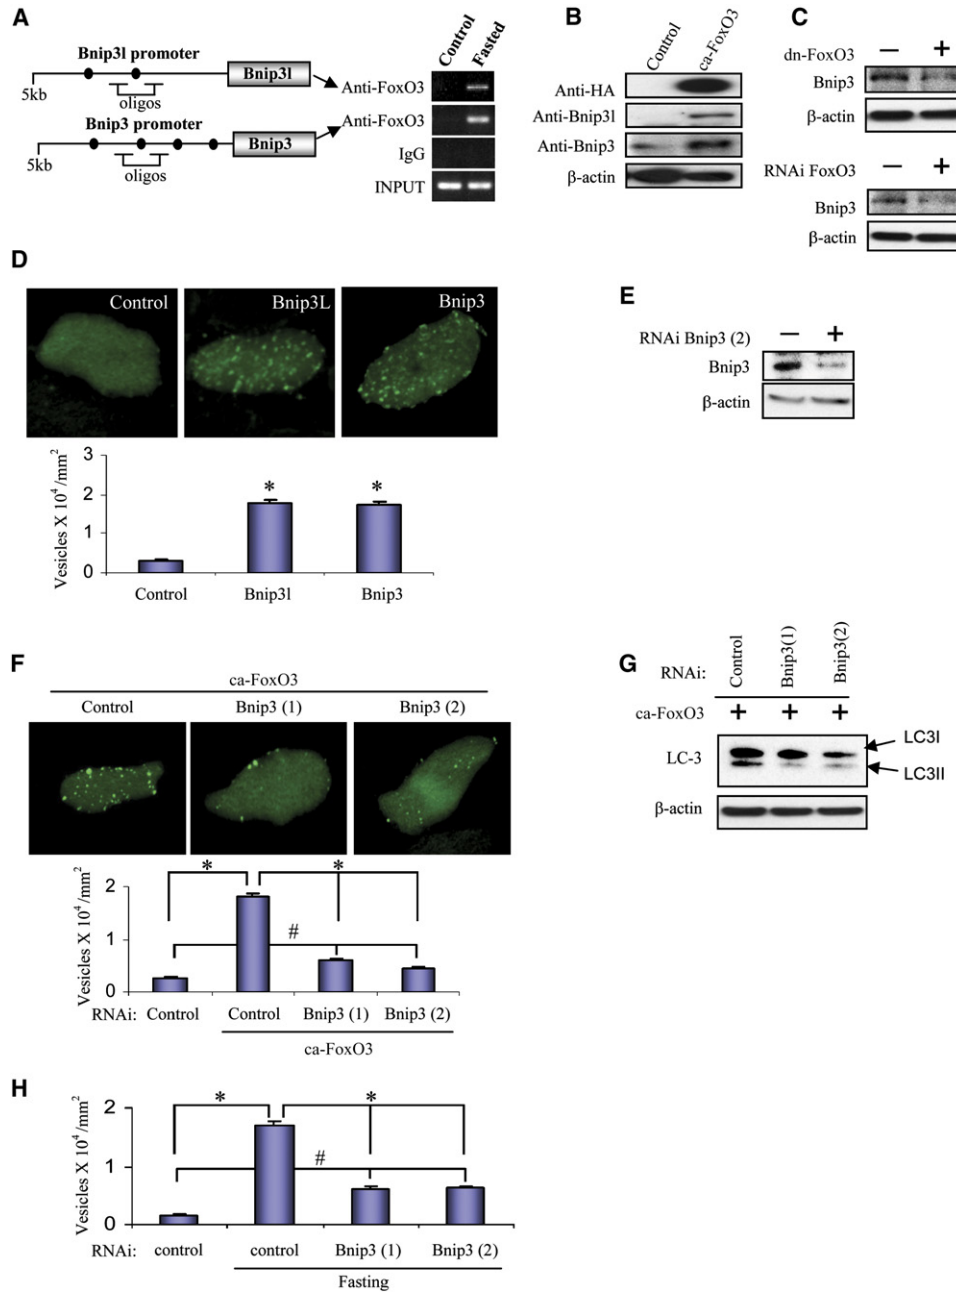 A
Control
Fasted
Bnip3l promoter
Bnip3l
5kb
oligos
Anti-FoxO3
Bnip3 promoter
Anti-FoxO3
Bnip3
5kb
oligos
IgG
INPUT
B
Control
ca-FoxO3
Anti-HA
Anti-Bnip3l
Anti-Bnip3
β-actin
C
dn-FoxO3 — +
Bnip3
β-actin
RNAi FoxO3 — +
Bnip3
β-actin
D
Control
Bnip3L
Bnip3
Vesicles X 10⁴/mm²
3
2
1
0
* *
Control Bnip3l Bnip3
E
RNAi Bnip3 (2) — +
Bnip3
β-actin
F
ca-FoxO3
Control Bnip3 (1) Bnip3 (2)
Vesicles X 10⁴/mm²
2
1
0
* *
#
RNAi: Control Control Bnip3 (1) Bnip3 (2)
ca-FoxO3
G
RNAi: Control Bnip3(1) Bnip3(2)
ca-FoxO3 + + +
LC-3
LC3I
LC3II
β-actin
H
Vesicles X 10⁴/mm²
2
1
0
* *
#
RNAi: control control Bnip3 (1) Bnip3 (2)
Fasting